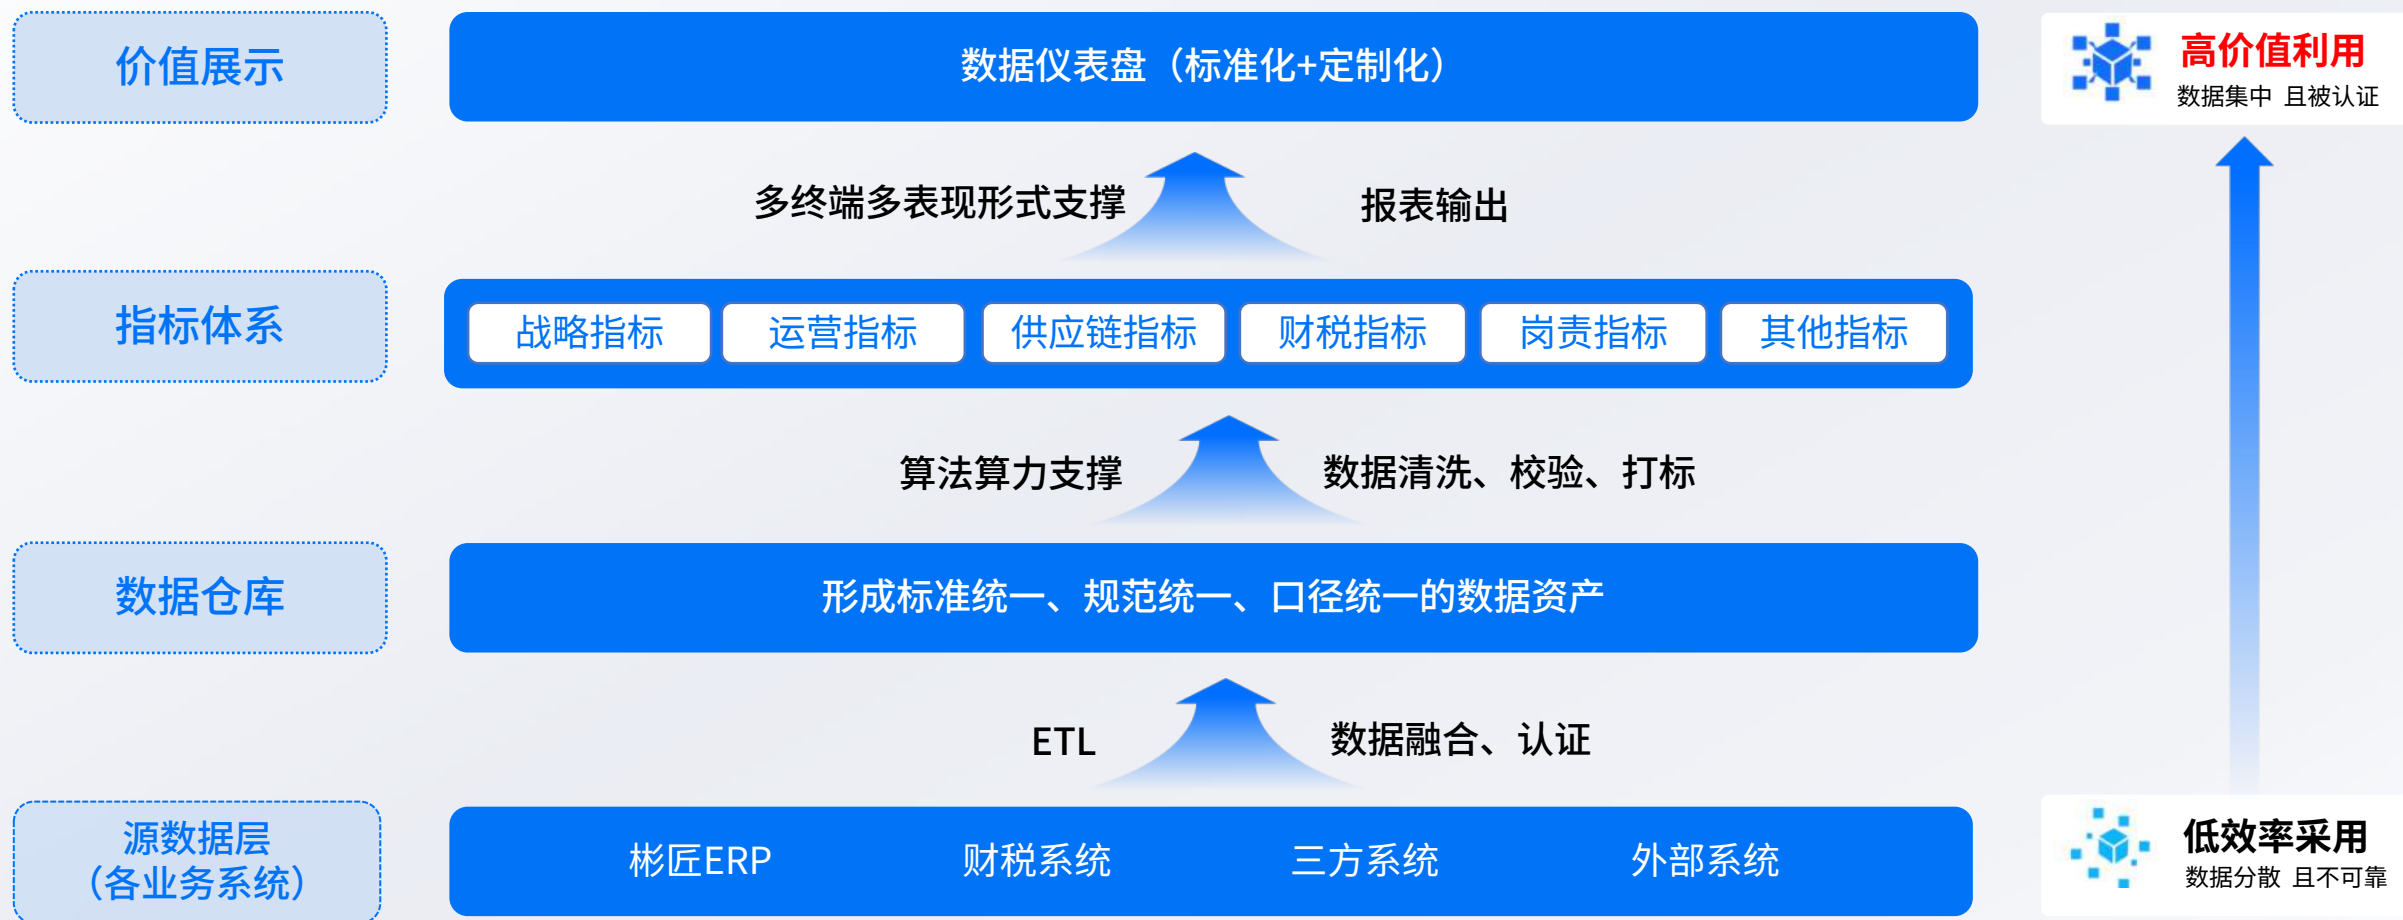 价值展示
数据仪表盘（标准化+定制化）
高价值利用
数据集中 且被认证
多终端多表现形式支撑
报表输出
指标体系
战略指标
运营指标
供应链指标
财税指标
岗责指标
其他指标
算法算力支撑
数据清洗、校验、打标
数据仓库
形成标准统一、规范统一、口径统一的数据资产
ETL
数据融合、认证
源数据层
（各业务系统）
彬匠ERP
财税系统
三方系统
外部系统
低效率采用
数据分散 且不可靠